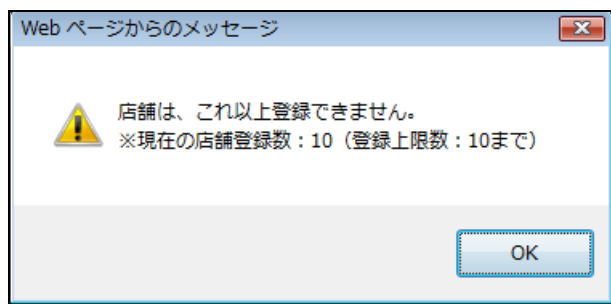 Web ページからのメッセージ
店舗は、これ以上登録できません。
※現在の店舗登録数：10（登録上限数：10まで）
OK